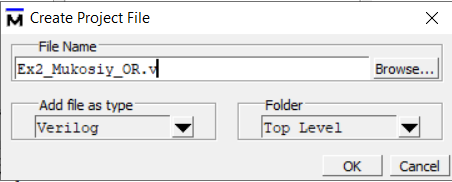 Create Project File
File Name
Ex2_Mukosiy_OR.v
Browse...
Add file as type
Folder
Verilog
Top Level
OK
Cancel